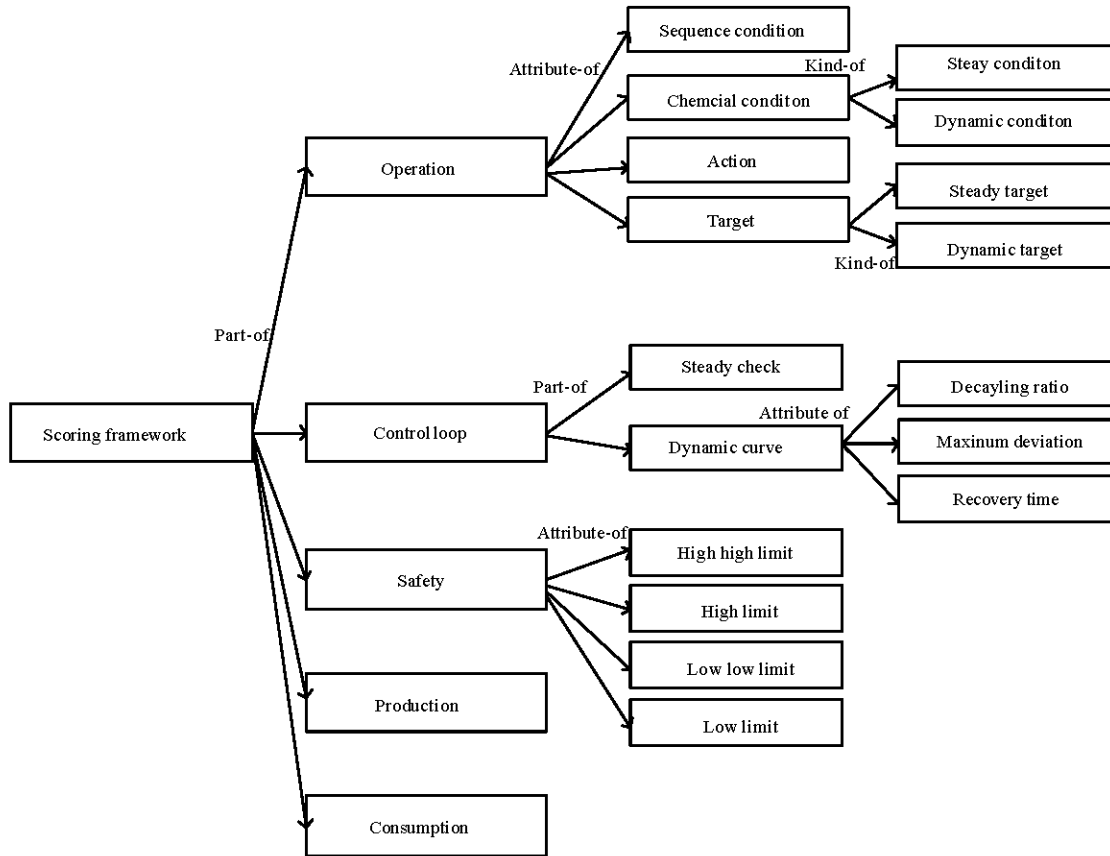 Sequence condition
Attribute-of
Kind-of
Steay conditon
Chemcial conditon
Dynamic conditon
Operation
Action
Steady target
Target
Dynamic target
Kind-of
Part-of
Steady check
Part-of
Decayling ratio
Attribute of
Scoring framework
Control loop
Dynamic curve
Maxinum deviation
Recovery time
Attribute-of
High high limit
Safety
High limit
Low low limit
Production
Low limit
Consumption